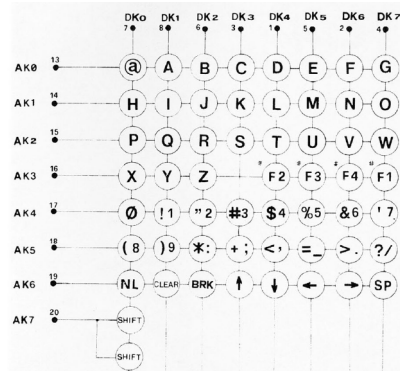 DK0 DK1 DK2 DK3 DK4 DK5 DK6 DK7
7 8 6 3 1 5 2 4
AK0 13 @ A B C D E F G
AK1 14 H I J K L M N O
AK2 15 P Q R S T U V W
AK3 16 X Y Z # F2 # F3 # F4 # F1
AK4 17 Ø !1 "2 #3 $4 %5 &6 '7
AK5 18 (8 )9 *: +; <, =_ >. ?/
AK6 19 NL CLEAR BRK ↑ ↓ ← → SP
AK7 20 SHIFT
SHIFT